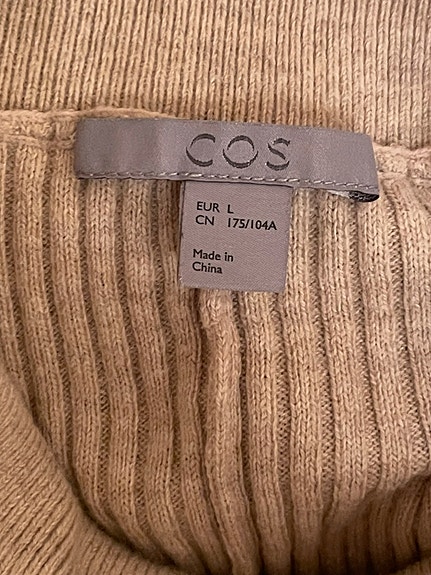 COS
EUR L
CN 175/104A
Made in
China